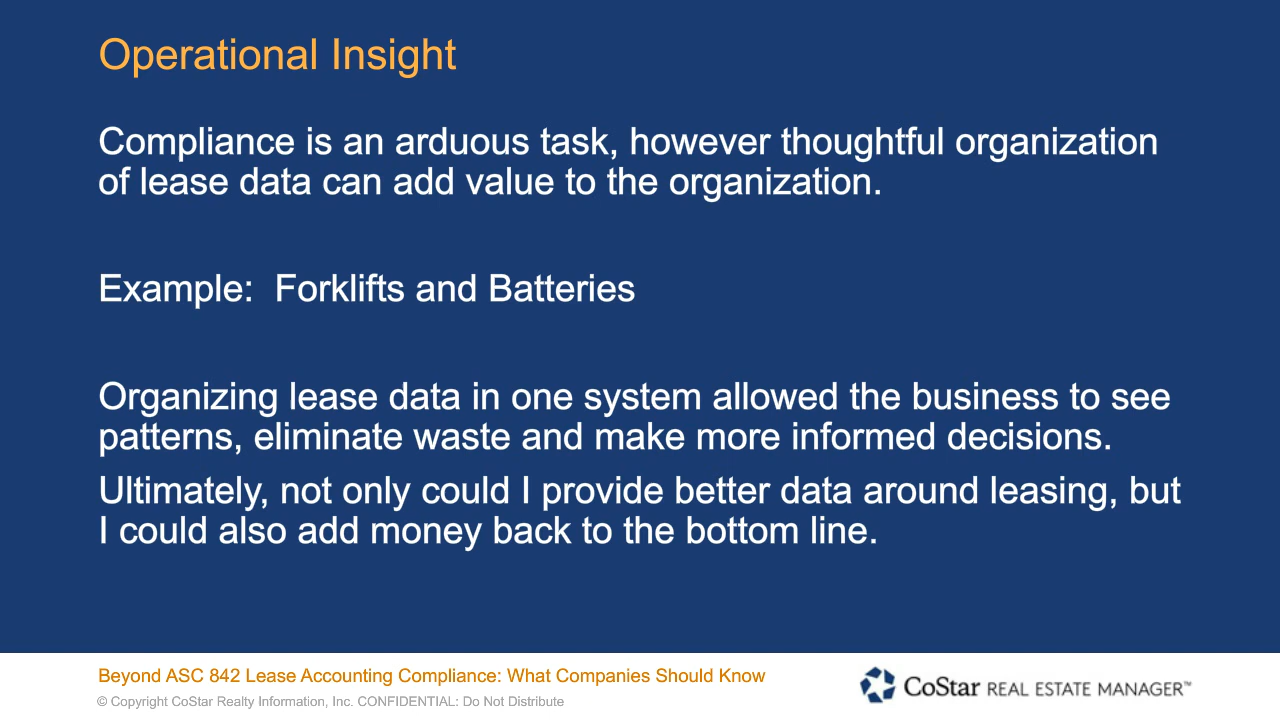 Operational Insight
Compliance is an arduous task, however thoughtful organization
of lease data can add value to the organization.
Example:  Forklifts and Batteries
Organizing lease data in one system allowed the business to see
patterns, eliminate waste and make more informed decisions.
Ultimately, not only could I provide better data around leasing, but
I could also add money back to the bottom line.
Beyond ASC 842 Lease Accounting Compliance: What Companies Should Know
© Copyright CoStar Realty Information, Inc. CONFIDENTIAL: Do Not Distribute
CoStar REAL ESTATE MANAGER™